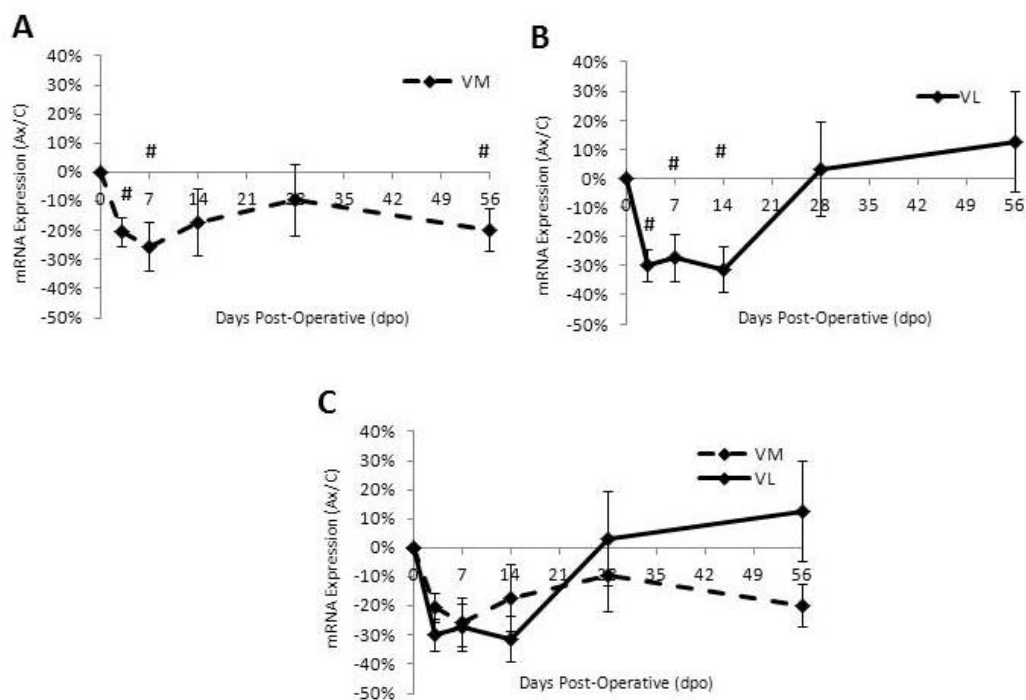 A
40%
30%
20%
10%
0%
-10%
-20%
-30%
-40%
-50%
mRNA Expression (Ax/C)
VM
#
#
#
0 7 14 21 28 35 42 49 56
Days Post-Operative (dpo)
B
40%
30%
20%
10%
0%
-10%
-20%
-30%
-40%
-50%
mRNA Expression (Ax/C)
VL
#
#
#
0 7 14 21 28 35 42 49 56
Days Post-Operative (dpo)
C
40%
30%
20%
10%
0%
-10%
-20%
-30%
-40%
-50%
mRNA Expression (Ax/C)
VM
VL
0 7 14 21 28 35 42 49 56
Days Post-Operative (dpo)